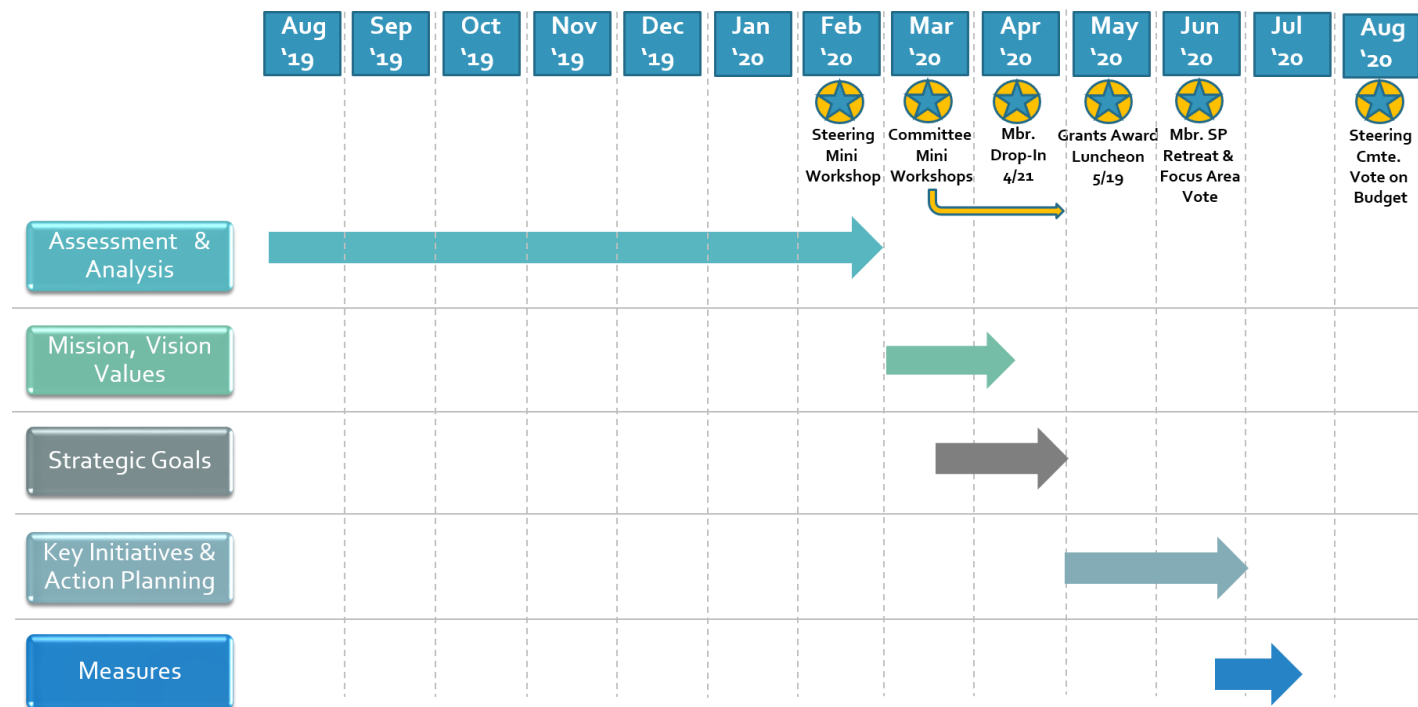 Aug
‘19
Sep
‘19
Oct
‘19
Nov
‘19
Dec
‘19
Jan
‘20
Feb
‘20
Mar
‘20
Apr
‘20
May
‘20
Jun
‘20
Jul
‘20
Aug
‘20
Steering
Mini
Workshop
Committee
Mini
Workshops
Mbr.
Drop-In
4/21
Grants Award
Luncheon
5/19
Mbr. SP
Retreat &
Focus Area
Vote
Steering
Cmte.
Vote on
Budget
Assessment &
Analysis
Mission, Vision
Values
Strategic Goals
Key Initiatives &
Action Planning
Measures